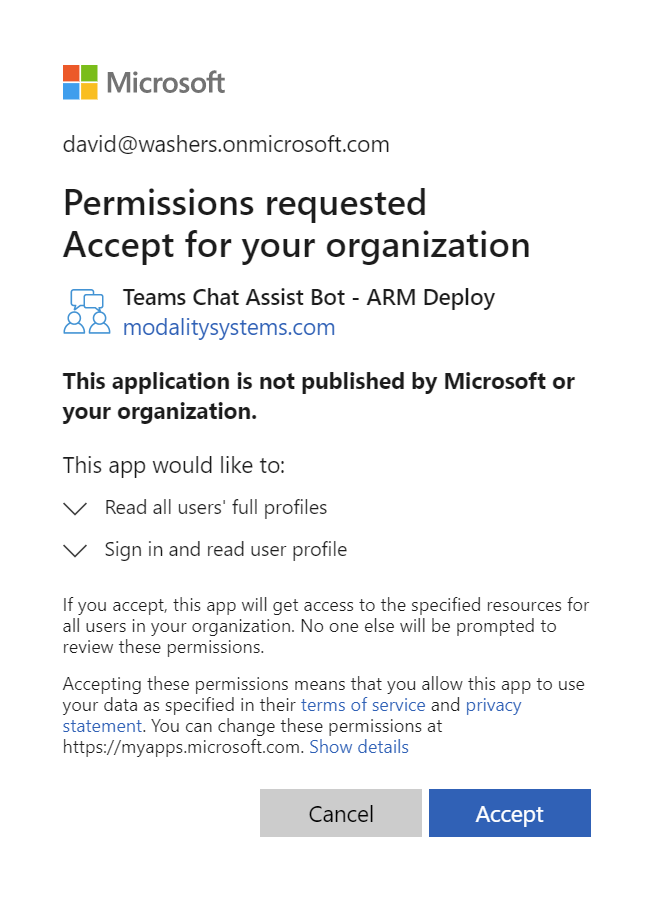 Microsoft
david@washers.onmicrosoft.com
Permissions requested
Accept for your organization
Teams Chat Assist Bot - ARM Deploy
modalitysystems.com
This application is not published by Microsoft or
your organization.
This app would like to:
Read all users' full profiles
Sign in and read user profile
If you accept, this app will get access to the specified resources for
all users in your organization. No one else will be prompted to
review these permissions.
Accepting these permissions means that you allow this app to use
your data as specified in their terms of service and privacy
statement. You can change these permissions at
https://myapps.microsoft.com. Show details
Cancel
Accept